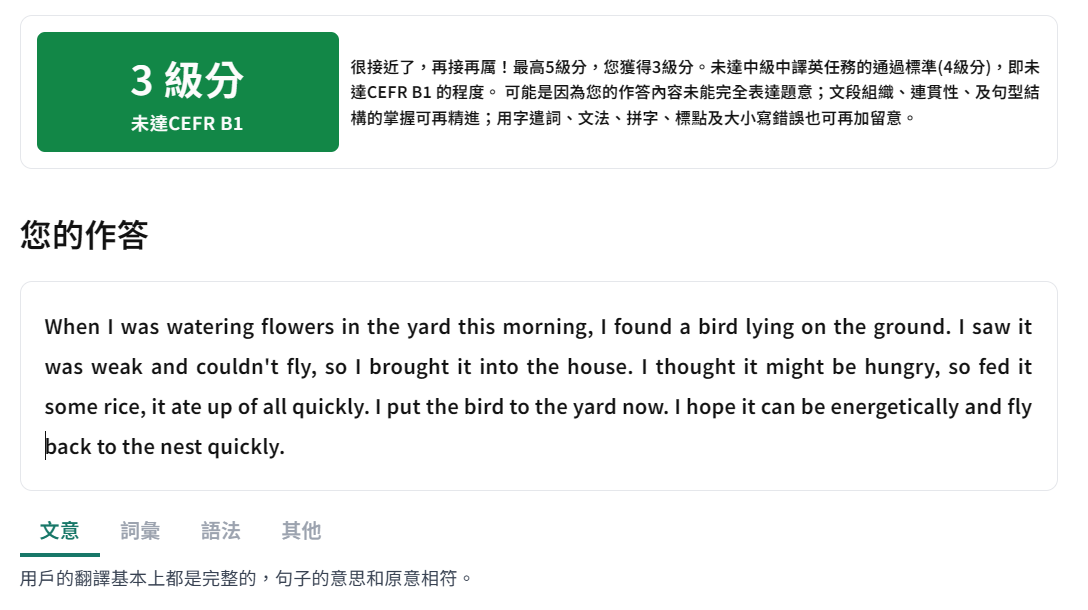 3 級分
未達CEFR B1
很接近了，再接再厲！最高5級分，您獲得3級分。未達中級中譯英任務的通過標準(4級分)，即未
達CEFR B1 的程度。 可能是因為您的作答內容未能完全表達題意；文段組織、連貫性、及句型結
構的掌握可再精進；用字遣詞、文法、拼字、標點及大小寫錯誤也可再加留意。
您的作答
When I was watering flowers in the yard this morning, I found a bird lying on the ground. I saw it
was weak and couldn't fly, so I brought it into the house. I thought it might be hungry, so fed it
some rice, it ate up of all quickly. I put the bird to the yard now. I hope it can be energetically and fly
back to the nest quickly.
文意 詞彙 語法 其他
用戶的翻譯基本上都是完整的，句子的意思和原意相符。